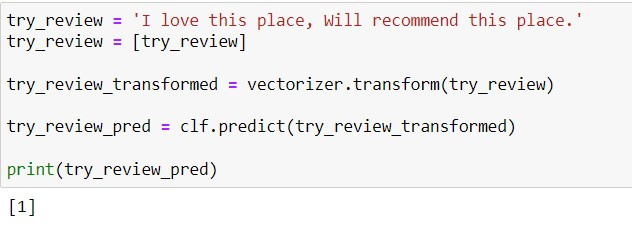 try_review = 'I love this place, Will recommend this place.'
try_review = [try_review]
try_review_transformed = vectorizer.transform(try_review)
try_review_pred = clf.predict(try_review_transformed)
print(try_review_pred)
[1]